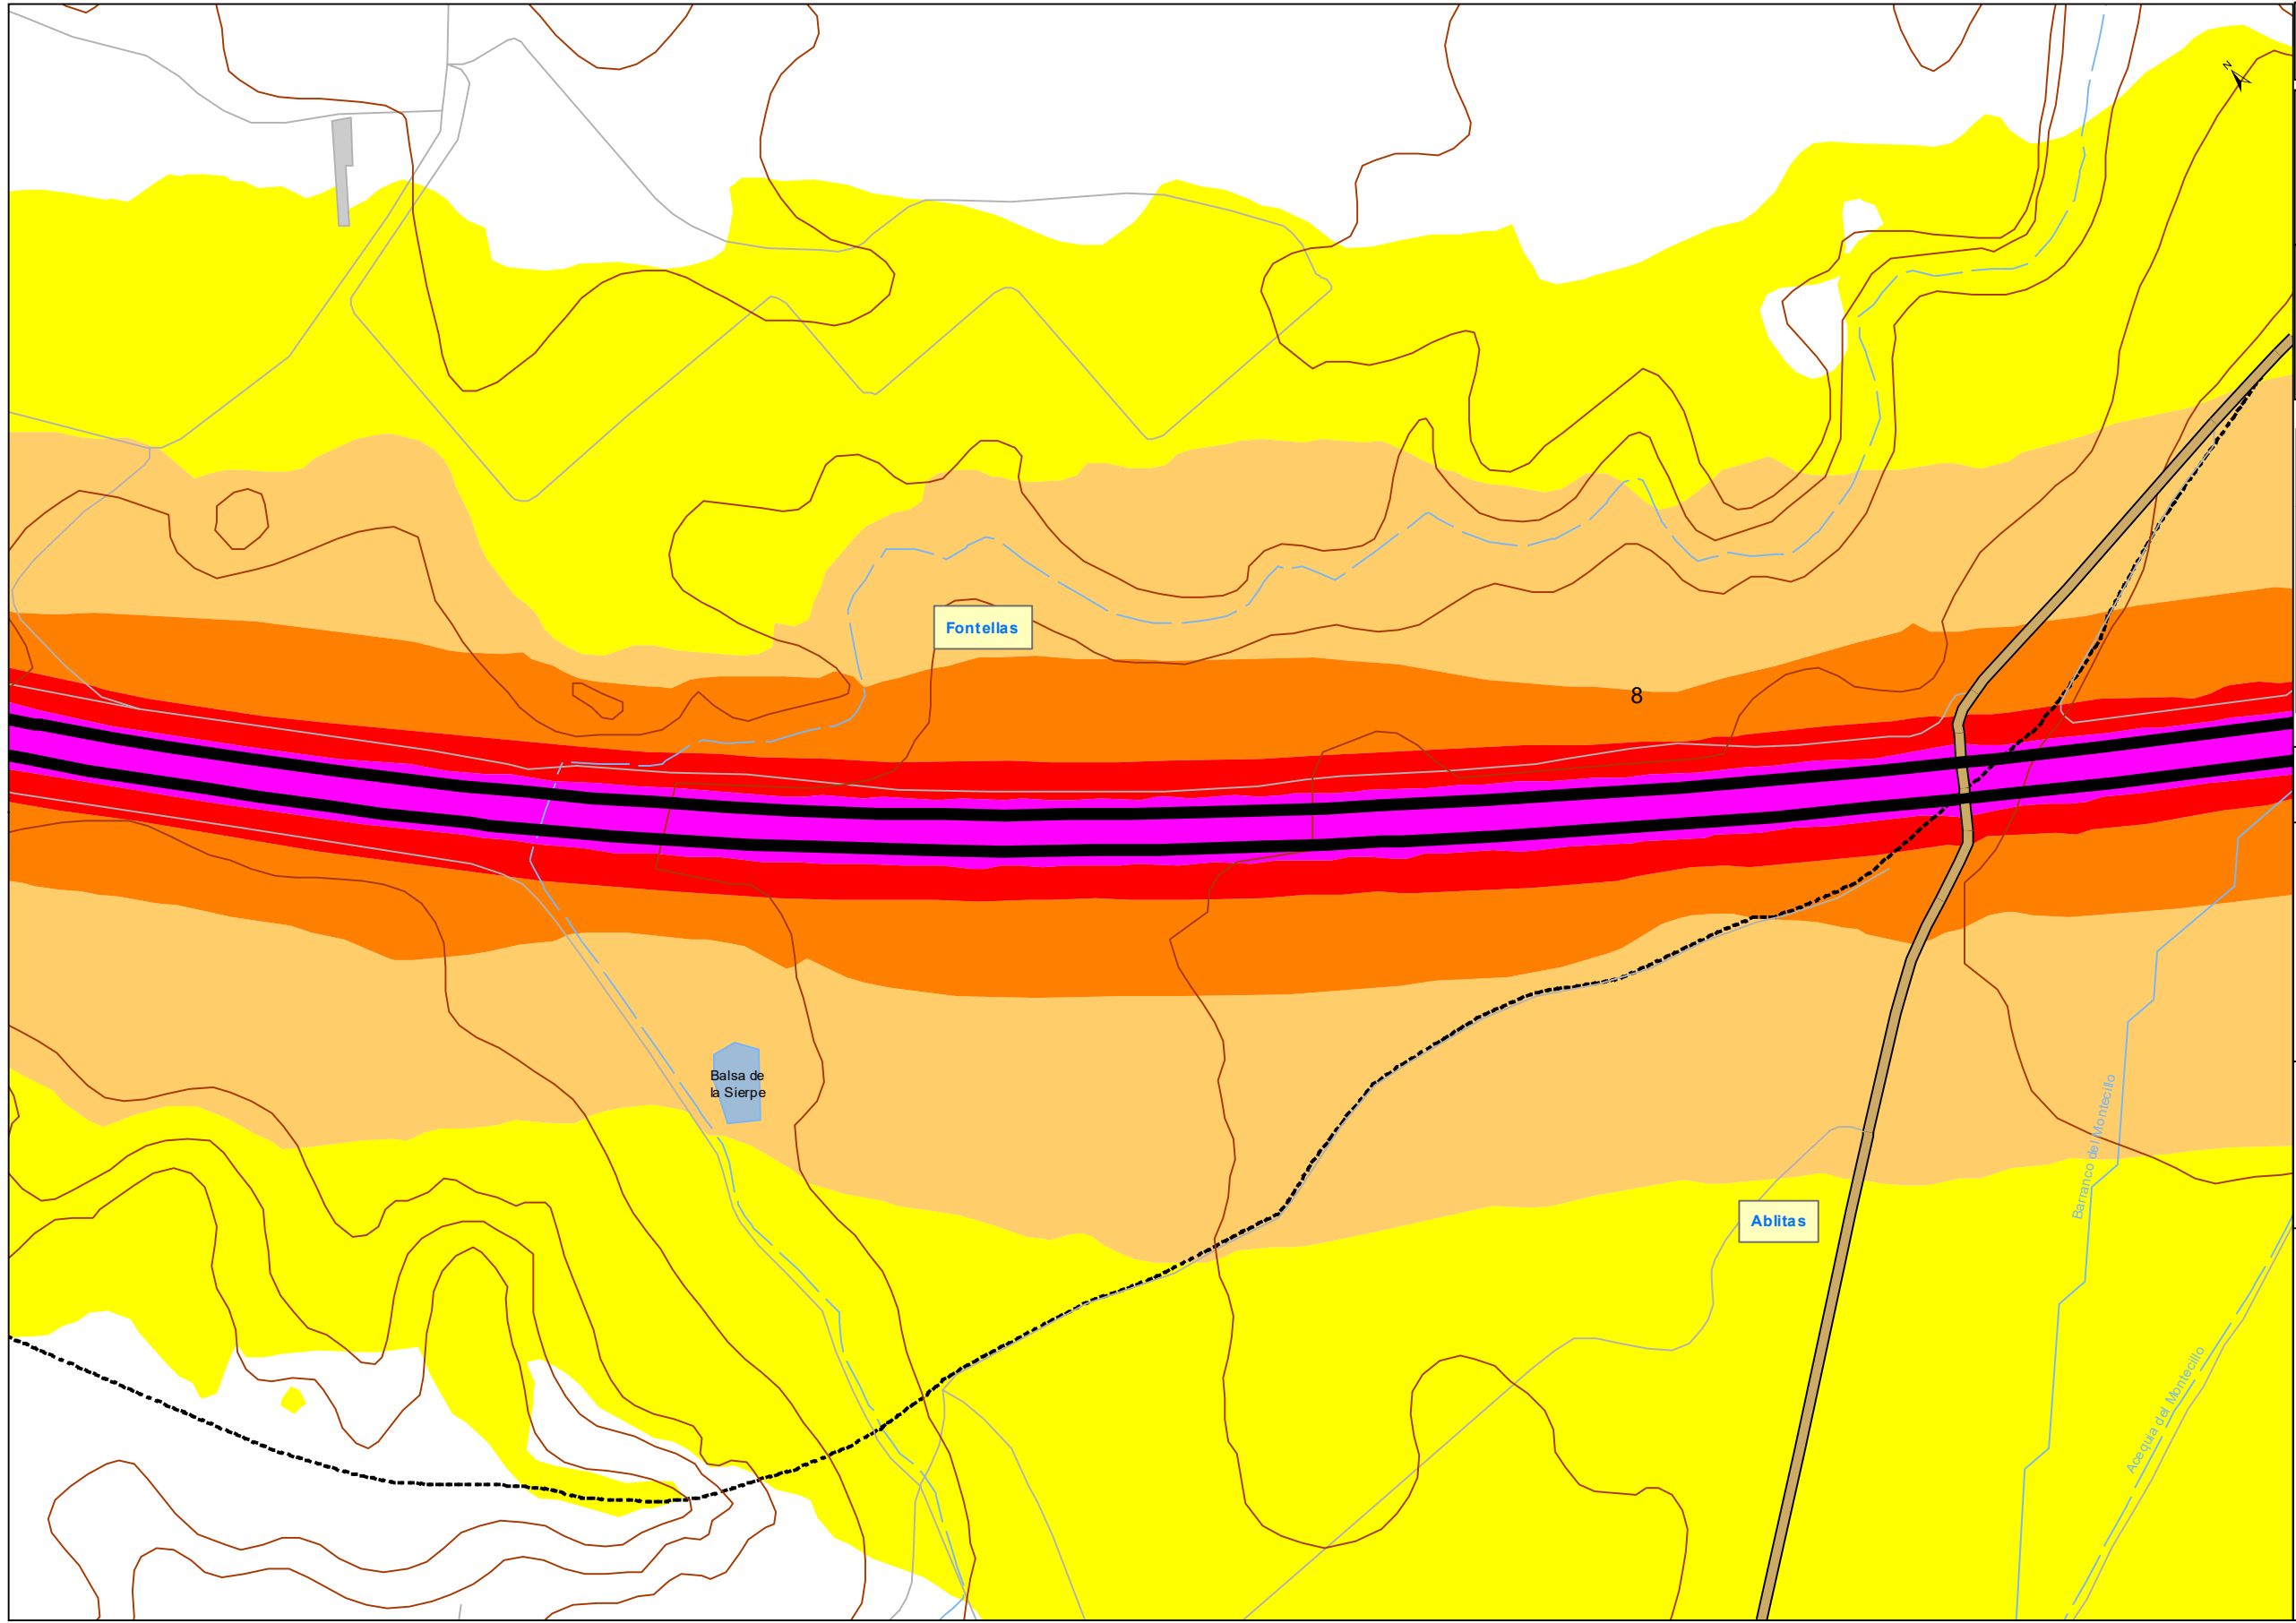 N
Fontellas
8
Balsa de
la Sierpe
Barranco del Montecillo
Ablitas
Acequia del Montecillo